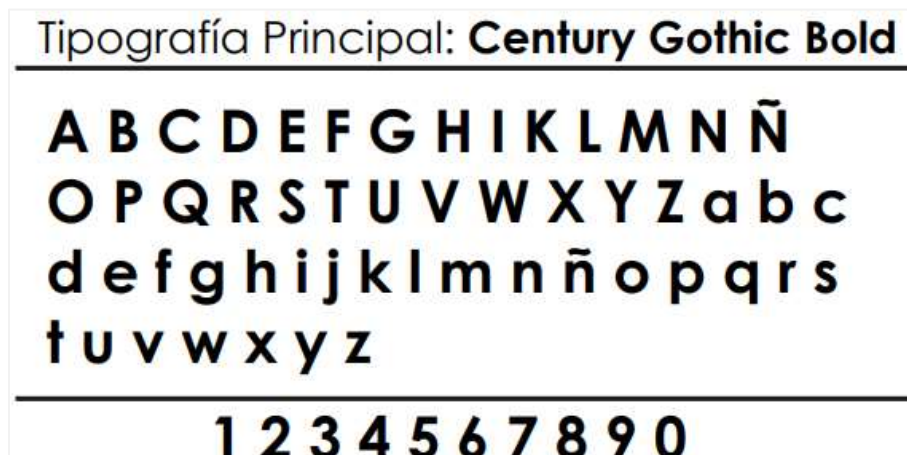 Tipografía Principal: Century Gothic Bold
A B C D E F G H I K L M N Ñ
O P Q R S T U V W X Y Z a b c
d e f g h i j k l m n ñ o p q r s
t u v w x y z
1 2 3 4 5 6 7 8 9 0